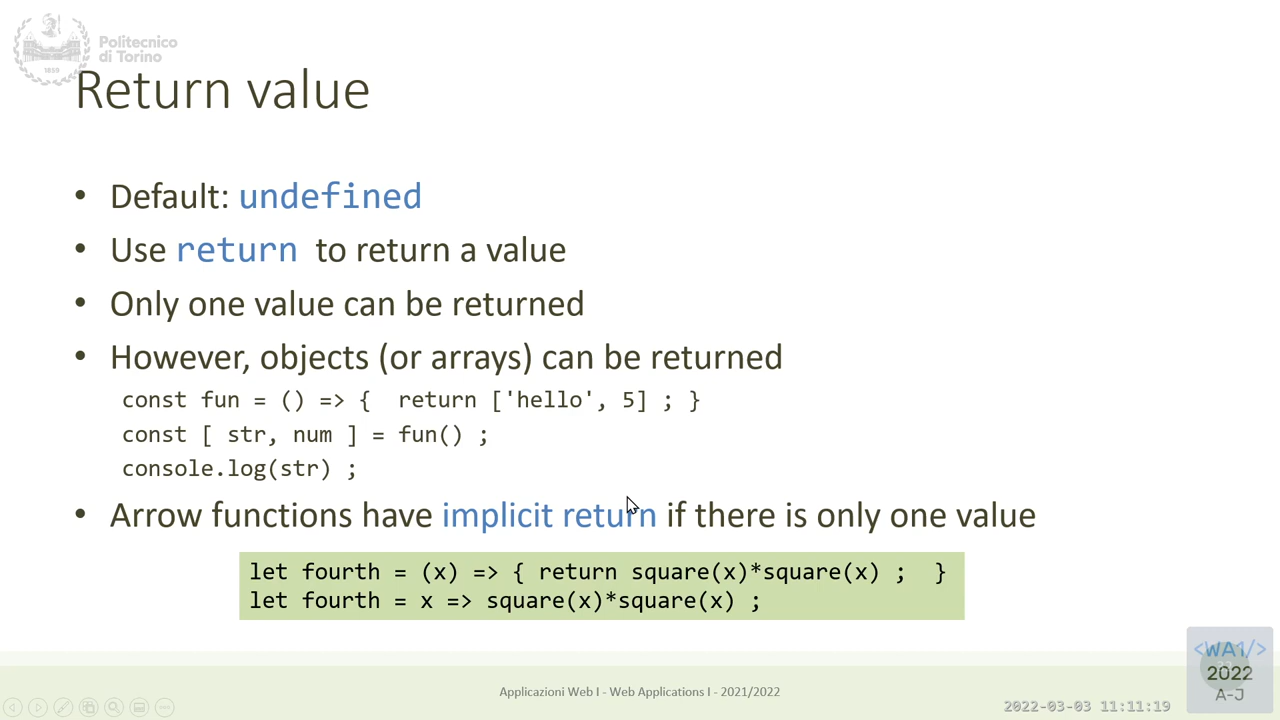 Politecnico
di Torino
1859
Return value
• Default: undefined
• Use return to return a value
• Only one value can be returned
• However, objects (or arrays) can be returned
const fun = () => { return ['hello', 5] ; }
const [ str, num ] = fun() ;
console.log(str) ;
• Arrow functions have implicit return if there is only one value
let fourth = (x) => { return square(x)*square(x) ; }
let fourth = x => square(x)*square(x) ;
Applicazioni Web I - Web Applications I - 2021/2022
2022-03-03 11:11:19
<WA1/>
2022
A-J